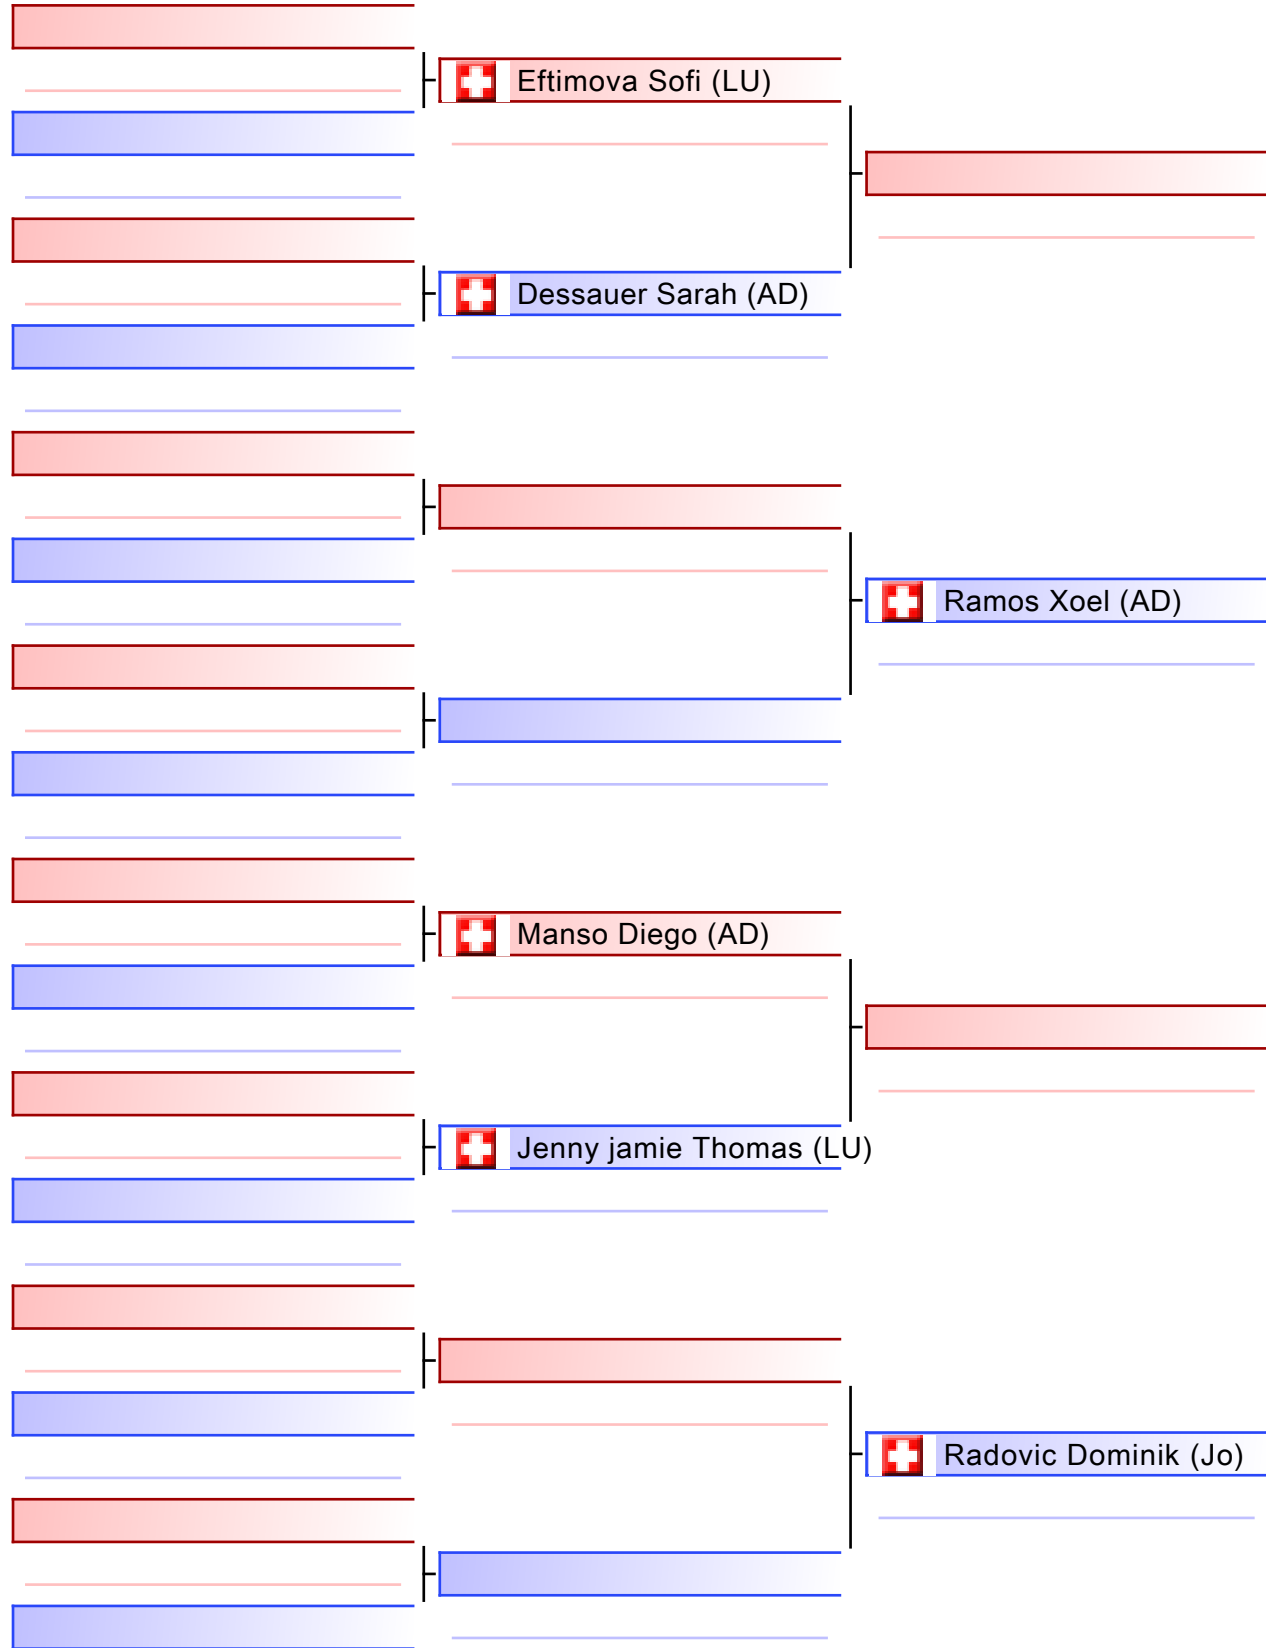 Eftimova Sofi (LU)
Dessauer Sarah (AD)
Ramos Xoel (AD)
Manso Diego (AD)
Jenny jamie Thomas (LU)
Radovic Dominik (Jo)